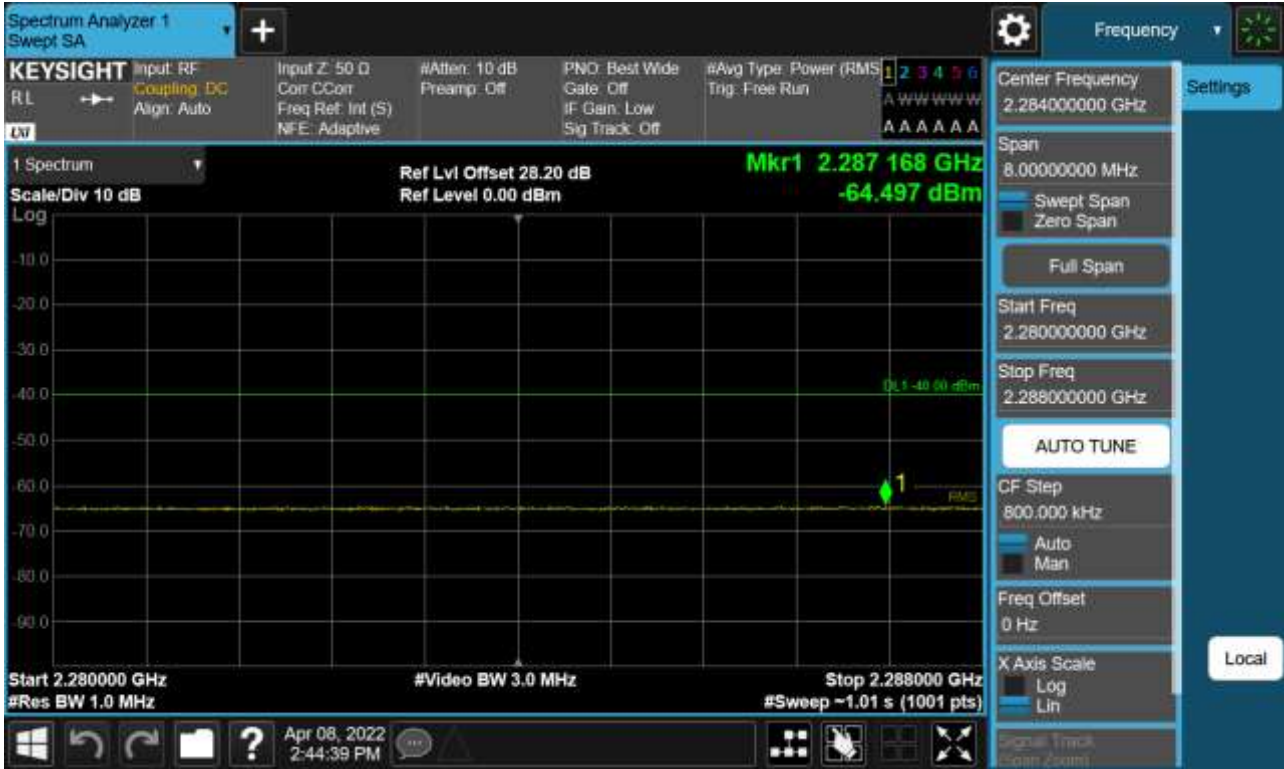 Spectrum Analyzer 1
Swept SA
+
Frequency
KEYSIGHT
RL
LXI
Input: RF
Coupling: DC
Align: Auto
Input Z: 50 Ω
Corr CCorr
Freq Ref: Int (S)
NFE: Adaptive
#Atten: 10 dB
Preamp: Off
PNO: Best Wide
Gate: Off
IF Gain: Low
Sig Track: Off
#Avg Type: Power (RMS
Trig: Free Run
1 2 3 4 5 6
A W W W W W
A A A A A A
1 Spectrum
Scale/Div 10 dB
Log
Ref Lvl Offset 28.20 dB
Ref Level 0.00 dBm
Mkr1 2.287 168 GHz
-64.497 dBm
-10.0
-20.0
-30.0
-40.0
DL1 -40.00 dBm
-50.0
-60.0
1
RMS
-70.0
-80.0
-90.0
Start 2.280000 GHz
#Res BW 1.0 MHz
#Video BW 3.0 MHz
Stop 2.288000 GHz
#Sweep ~1.01 s (1001 pts)
Center Frequency
2.284000000 GHz
Span
8.00000000 MHz
Swept Span
Zero Span
Full Span
Start Freq
2.280000000 GHz
Stop Freq
2.288000000 GHz
AUTO TUNE
CF Step
800.000 kHz
Auto
Man
Freq Offset
0 Hz
X Axis Scale
Log
Lin
Signal Track
(Span Zoom)
Settings
Local
?
Apr 08, 2022
2:44:39 PM